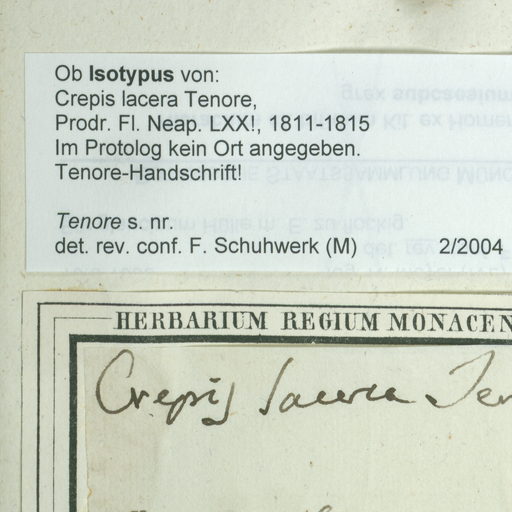 Ob Isotypus von:
Crepis lacera Tenore,
Prodr. Fl. Neap. LXX!, 1811-1815
Im Protolog kein Ort angegeben.
Tenore-Handschrift!
Tenore s. nr.
det. rev. conf. F. Schuhwerk (M) 2/2004
HERBARIUM REGIUM MONACEN
Crepis lacera Ten